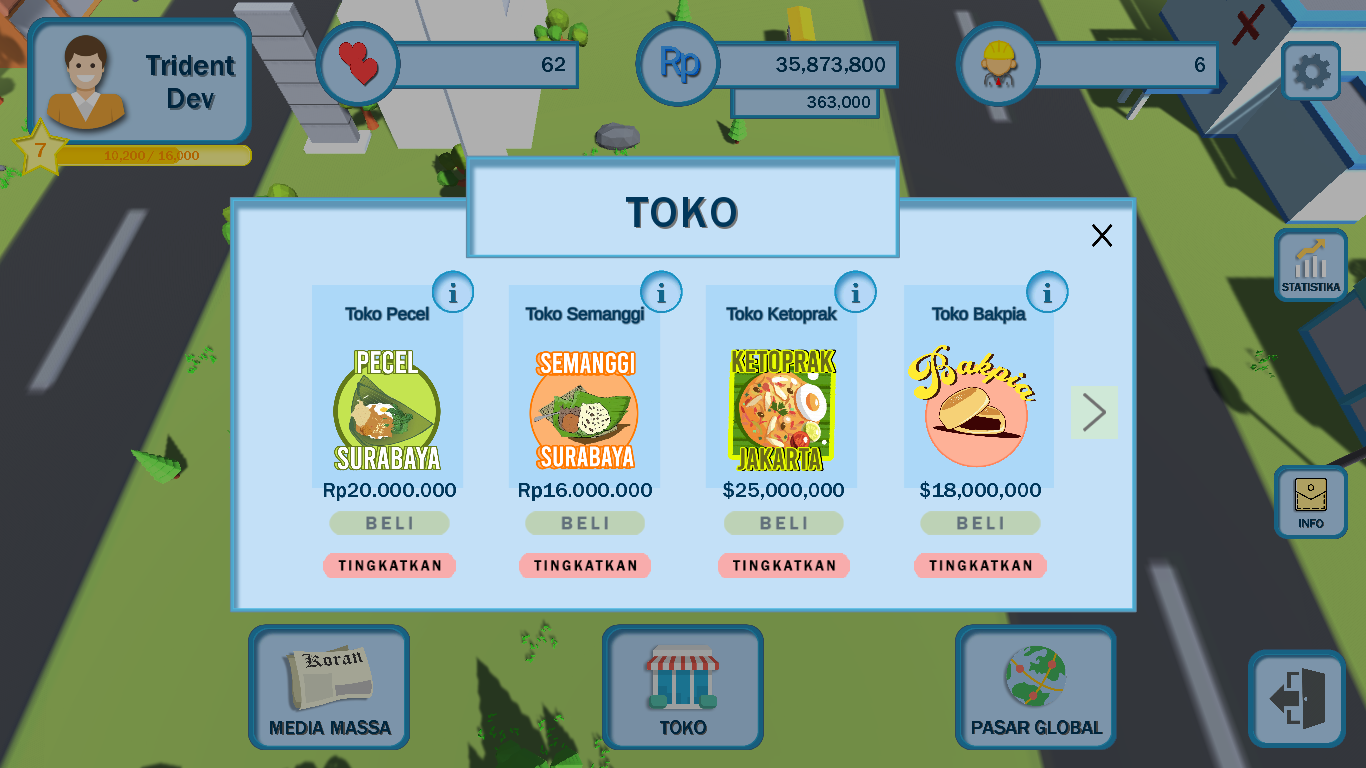 Trident
Dev
7
10,200 / 16,000
62
Rp
35,873,800
363,000
6
TOKO
X
STATISTIKA
Toko Pecel
i
Toko Semanggi
i
Toko Ketoprak
i
Toko Bakpia
i
PECEL
SURABAYA
SEMANGGI
SURABAYA
KETOPRAK
JAKARTA
Bakpia
Rp20.000.000
Rp16.000.000
$25,000,000
$18,000,000
BELI
BELI
BELI
BELI
INFO
TINGKATKAN
TINGKATKAN
TINGKATKAN
TINGKATKAN
Koran
MEDIA MASSA
TOKO
PASAR GLOBAL